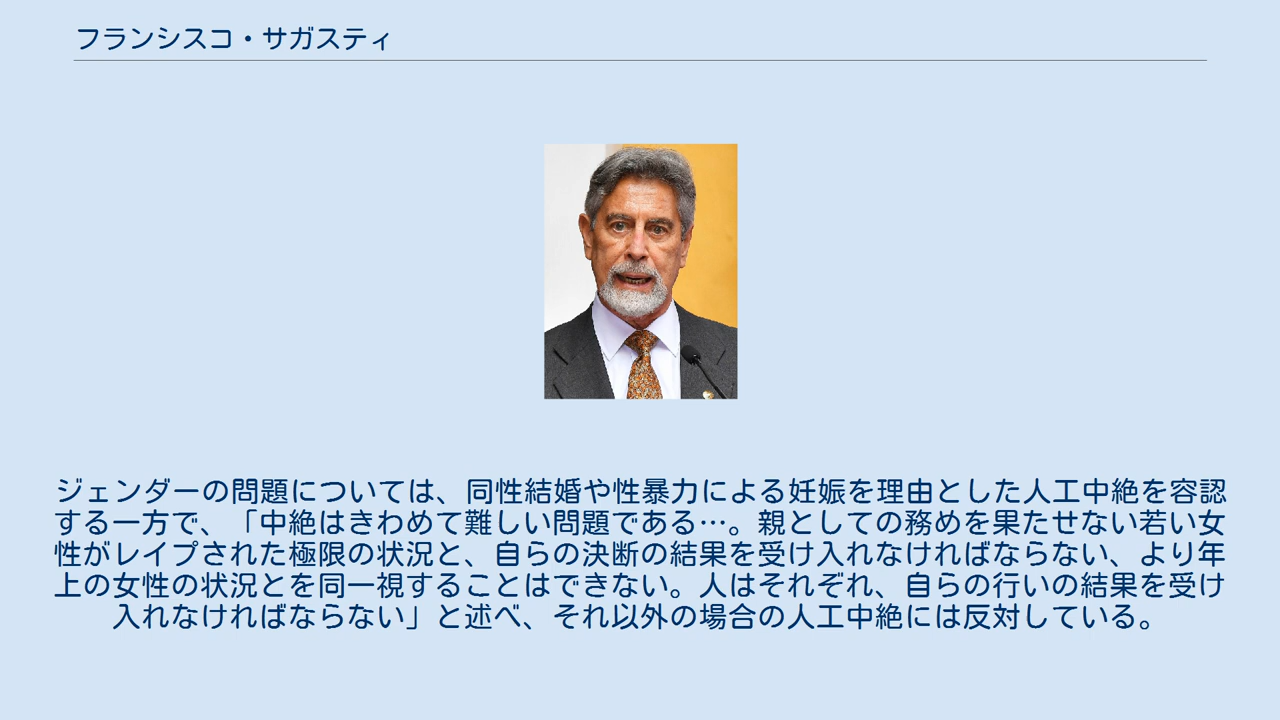 フランシスコ・サガスティ
ジェンダーの問題については、同性結婚や性暴力による妊娠を理由とした人工中絶を容認
する一方で、「中絶はきわめて難しい問題である…。親としての務めを果たせない若い女
性がレイプされた極限の状況と、自らの決断の結果を受け入れなければならない、より年
上の女性の状況とを同一視することはできない。人はそれぞれ、自らの行いの結果を受け
入れなければならない」と述べ、それ以外の場合の人工中絶には反対している。